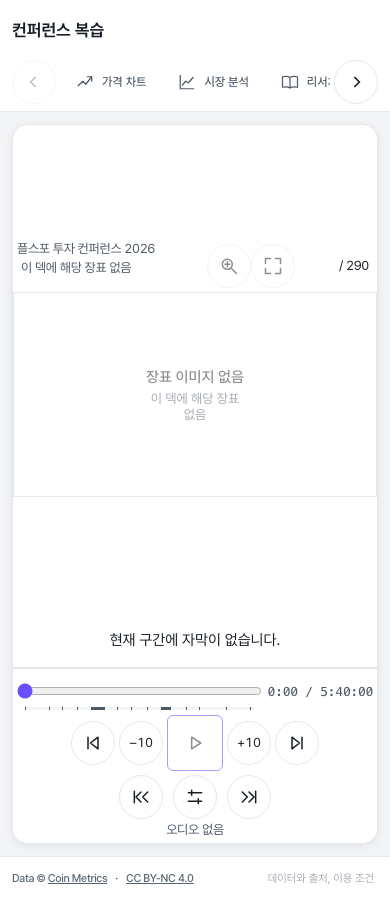 컨퍼런스 복습
가격 차트 시장 분석
플스포 투자 컨퍼런스 2026
이 덱에 해당 장표 없음
/ 290
장표 이미지 없음
이 덱에 해당 장표
없음
현재 구간에 자막이 없습니다.
0:00 / 5:40:00
−10 +10
오디오 없음
Data © Coin Metrics · CC BY-NC 4.0 데이터와 출처, 이용 조건